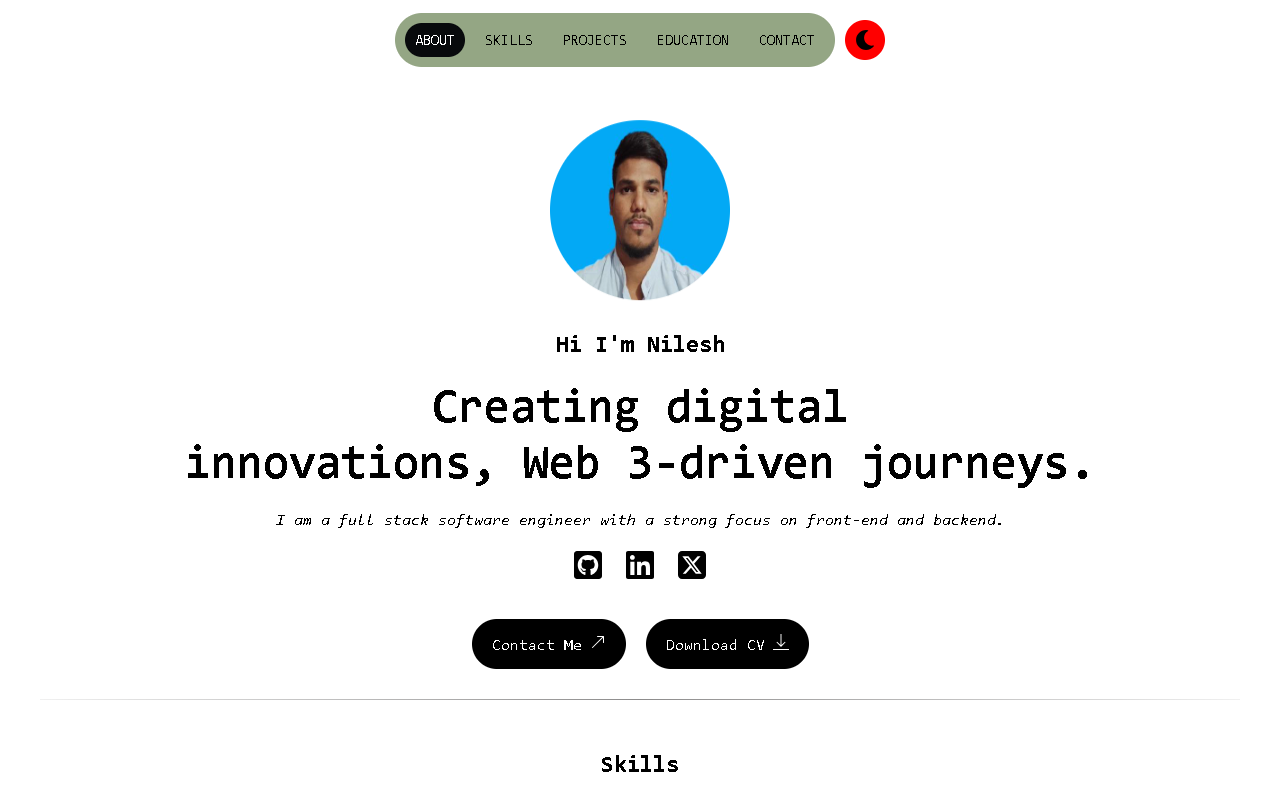 ABOUT SKILLS PROJECTS EDUCATION CONTACT
Hi I'm Nilesh
Creating digital
innovations, Web 3-driven journeys.
I am a full stack software engineer with a strong focus on front-end and backend.
in X
Contact Me Download CV
Skills